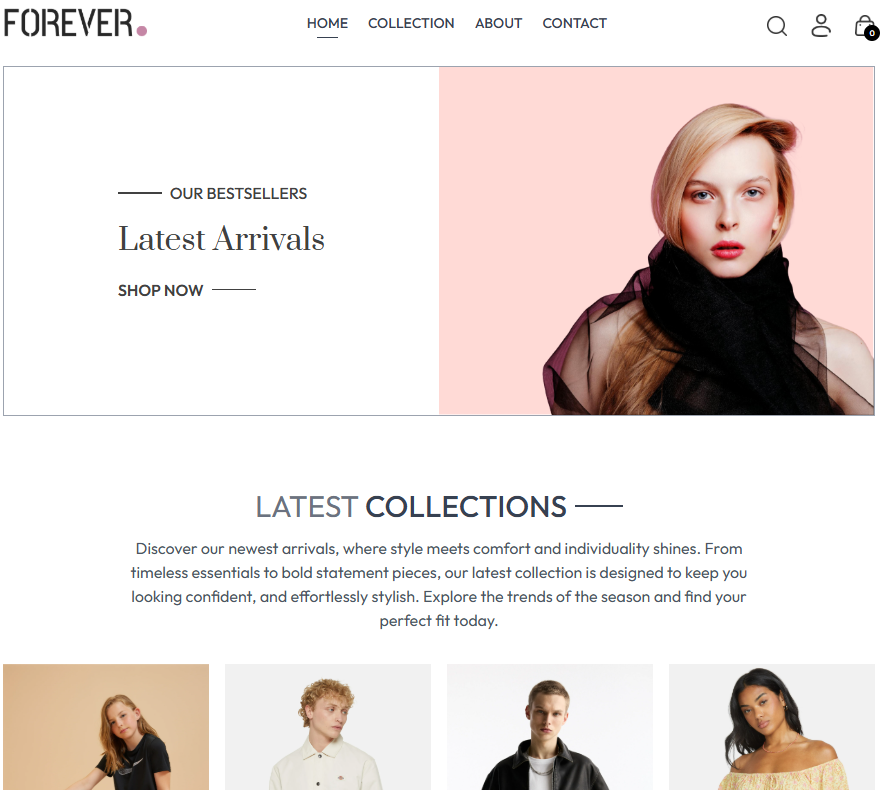 FOREVER.
HOME COLLECTION ABOUT CONTACT
0
OUR BESTSELLERS
Latest Arrivals
SHOP NOW
LATEST COLLECTIONS
Discover our newest arrivals, where style meets comfort and individuality shines. From
timeless essentials to bold statement pieces, our latest collection is designed to keep you
looking confident, and effortlessly stylish. Explore the trends of the season and find your
perfect fit today.